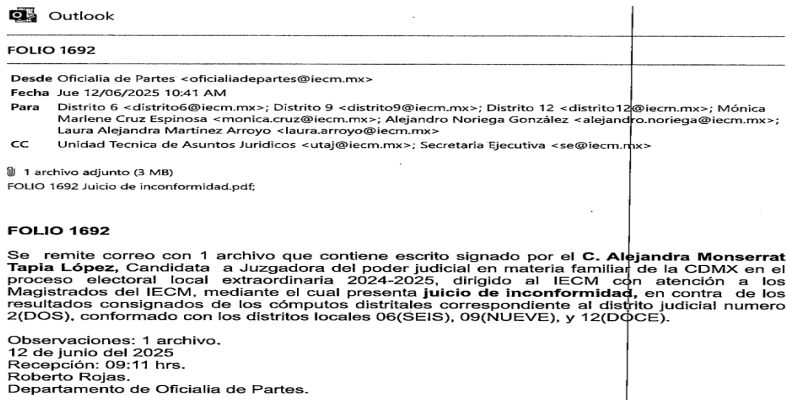 Outlook
FOLIO 1692
Desde Oficialia de Partes <oficialiadepartes@iecm.mx>
Fecha Jue 12/06/2025 10:41 AM
Para Distrito 6 <distrito6@iecm.mx>; Distrito 9 <distrito9@iecm.mx>; Distrito 12 <distrito12@iecm.mx>; Mónica
Marlene Cruz Espinosa <monica.cruz@iecm.mx>; Alejandro Noriega González <alejandro.noriega@iecm.mx>;
Laura Alejandra Martínez Arroyo <laura.arroyo@iecm.mx>
CC Unidad Tecnica de Asuntos Juridicos <utaj@iecm.mx>; Secretaria Ejecutiva <se@iecm.mx>
1 archivo adjunto (3 MB)
FOLIO 1692 Juicio de inconformidad.pdf;
FOLIO 1692
Se remite correo con 1 archivo que contiene escrito signado por el C. Alejandra Monserrat
Tapia López, Candidata a Juzgadora del poder judicial en materia familiar de la CDMX en el
proceso electoral local extraordinaria 2024-2025, dirigido al IECM con atención a los
Magistrados del IECM, mediante el cual presenta juicio de inconformidad, en contra de los
resultados consignados de los cómputos distritales correspondiente al distrito judicial numero
2(DOS), conformado con los distritos locales 06(SEIS), 09(NUEVE), y 12(DOCE).
Observaciones: 1 archivo.
12 de junio del 2025
Recepción: 09:11 hrs.
Roberto Rojas.
Departamento de Oficialia de Partes.